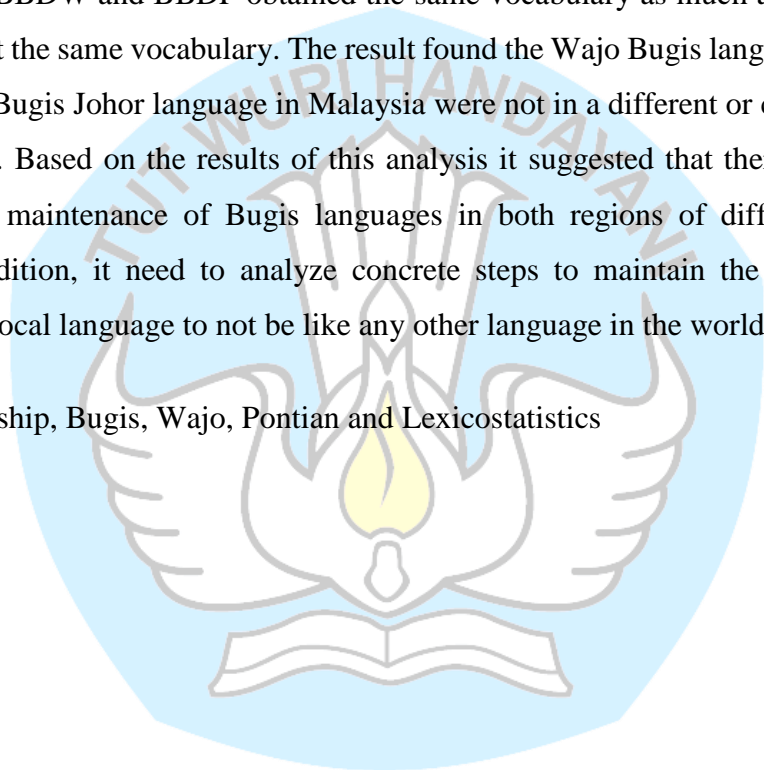 BBDW and BBDP obtained the same vocabulary as much
t the same vocabulary. The result found the Wajo Bugis lang
Bugis Johor language in Malaysia were not in a different or
. Based on the results of this analysis it suggested that
maintenance of Bugis languages in both regions of
dition, it need to analyze concrete steps to maintain the
ocal language to not be like any other language in the world
ship, Bugis, Wajo, Pontian and Lexicostatistics
TUT WURI HANDAYANI